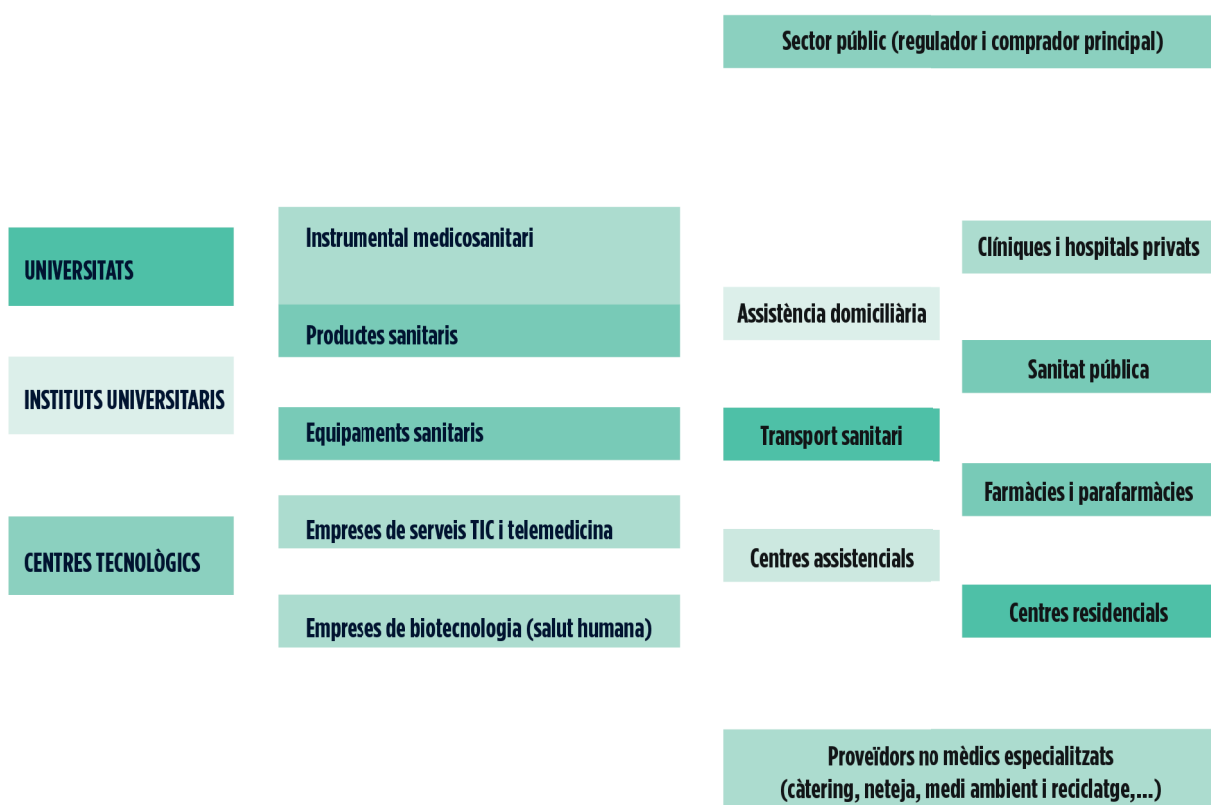 Sector públic (regulador i comprador principal)
UNIVERSITATS
INSTITUTS UNIVERSITARIS
CENTRES TECNOLÒGICS
Instrumental medicosanitari
Productes sanitaris
Equipaments sanitaris
Empreses de serveis TIC i telemedicina
Empreses de biotecnologia (salut humana)
Assistència domiciliària
Transport sanitari
Centres assistencials
Clíniques i hospitals privats
Sanitat pública
Farmàcies i parafarmàcies
Centres residencials
Proveïdors no mèdics especialitzats
(càtering, neteja, medi ambient i reciclatge,...)